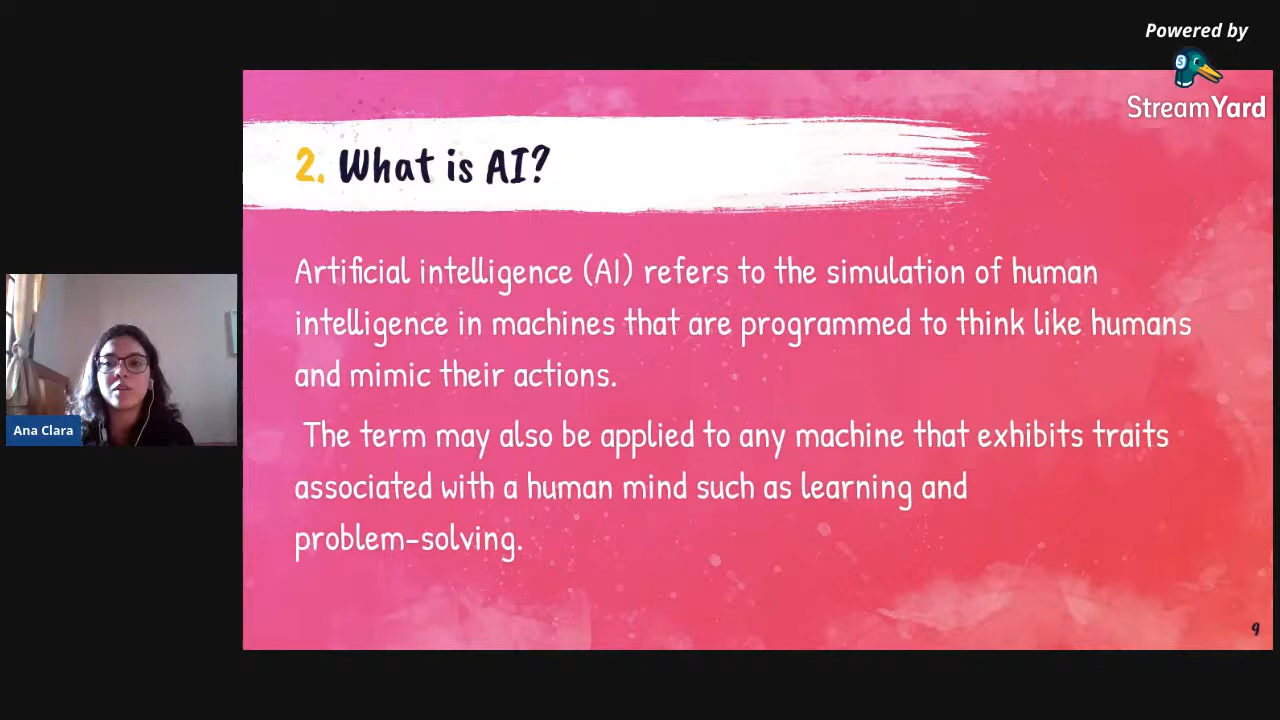 Powered by
StreamYard
2. What is AI?
Artificial intelligence (AI) refers to the simulation of human
intelligence in machines that are programmed to think like humans
and mimic their actions.
The term may also be applied to any machine that exhibits traits
associated with a human mind such as learning and
problem-solving.
Ana Clara
9